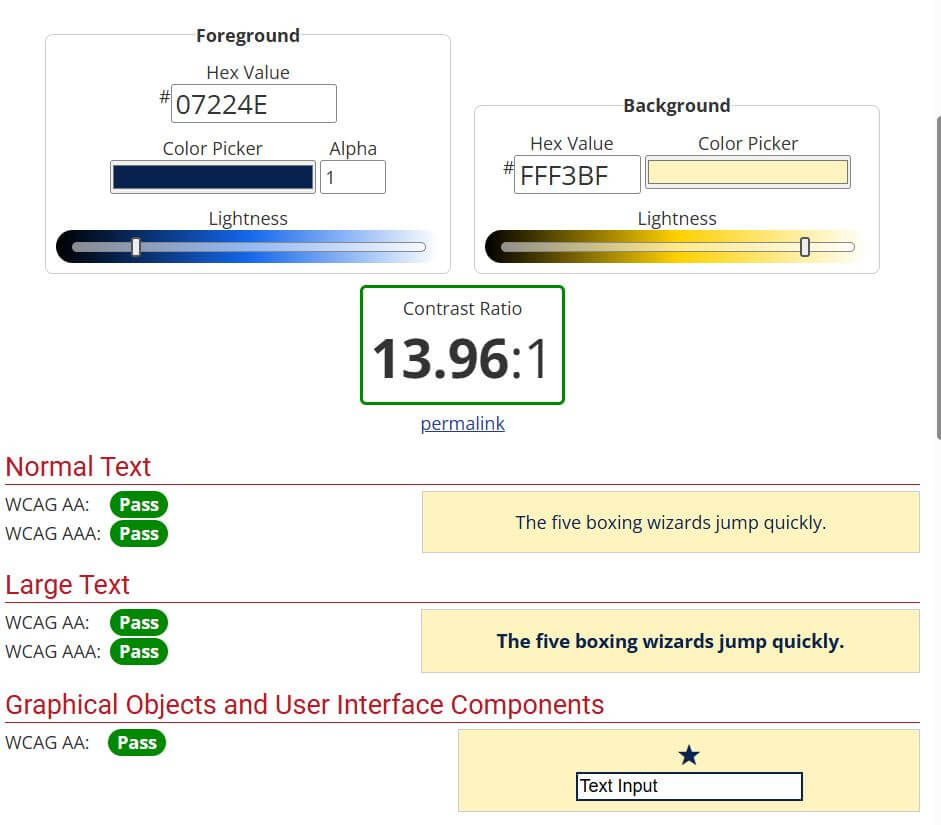 Foreground
Hex Value
#07224E
Color Picker
Alpha
1
Lightness
Background
Hex Value
Color Picker
#FFF3BF
Lightness
Contrast Ratio
13.96:1
permalink
Normal Text
WCAG AA: Pass
WCAG AAA: Pass
The five boxing wizards jump quickly.
Large Text
WCAG AA: Pass
WCAG AAA: Pass
The five boxing wizards jump quickly.
Graphical Objects and User Interface Components
WCAG AA: Pass
Text Input